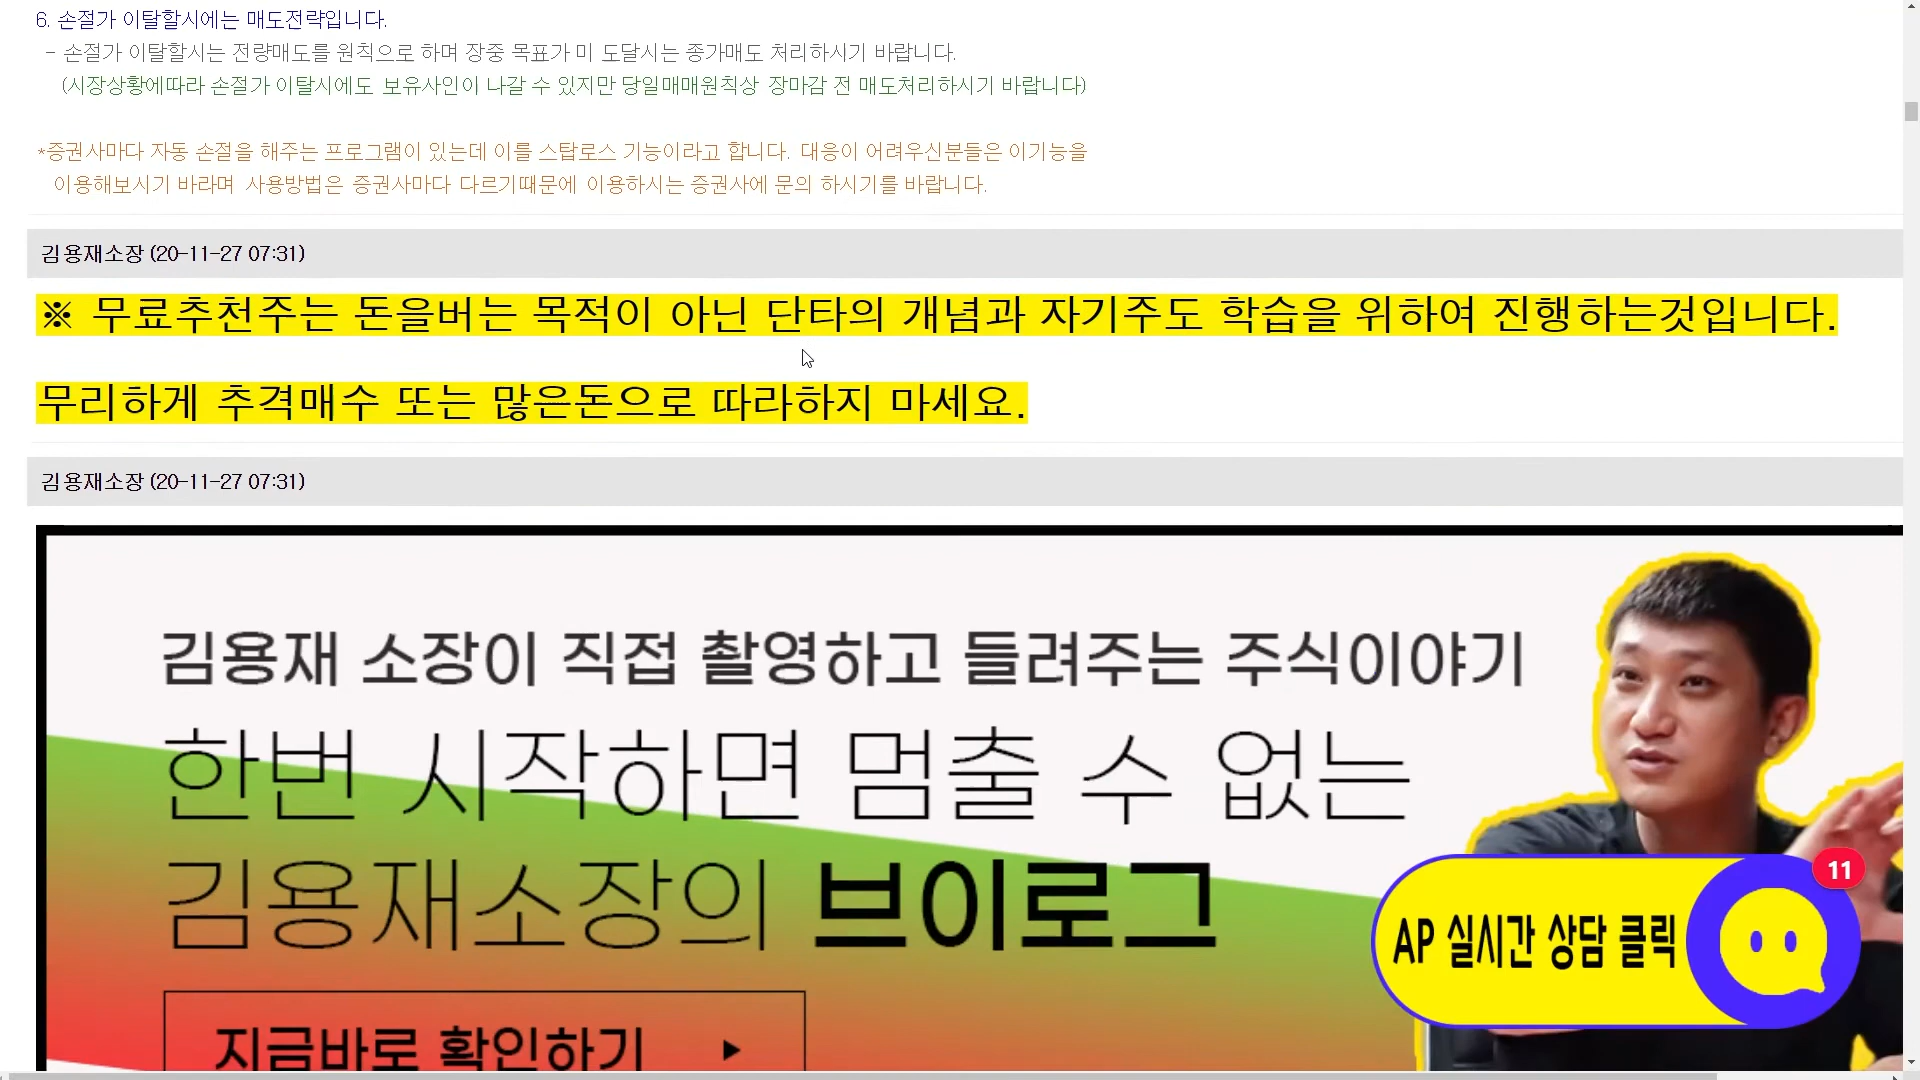 6. 손절가 이탈할시에는 매도전략입니다.
- 손절가 이탈할시는 전량매도를 원칙으로 하며 장중 목표가 미 도달시는 종가매도 처리하시기 바랍니다.
(시장상황에따라 손절가 이탈시에도 보유사인이 나갈 수 있지만 당일매매원칙상 장마감 전 매도처리하시기 바랍니다)
*증권사마다 자동 손절을 해주는 프로그램이 있는데 이를 스탑로스 기능이라고 합니다. 대응이 어려우신분들은 이기능을
이용해보시기 바라며 사용방법은 증권사마다 다르기때문에 이용하시는 증권사에 문의 하시기를 바랍니다.
김용재소장 (20-11-27 07:31)
※ 무료추천주는 돈을버는 목적이 아닌 단타의 개념과 자기주도 학습을 위하여 진행하는것입니다.
무리하게 추격매수 또는 많은돈으로 따라하지 마세요.
김용재소장 (20-11-27 07:31)
김용재 소장이 직접 촬영하고 들려주는 주식이야기
한번 시작하면 멈출 수 없는
김용재소장의 브이로그
11
AP 실시간 상담 클릭
지금바로 확인하기 ▶